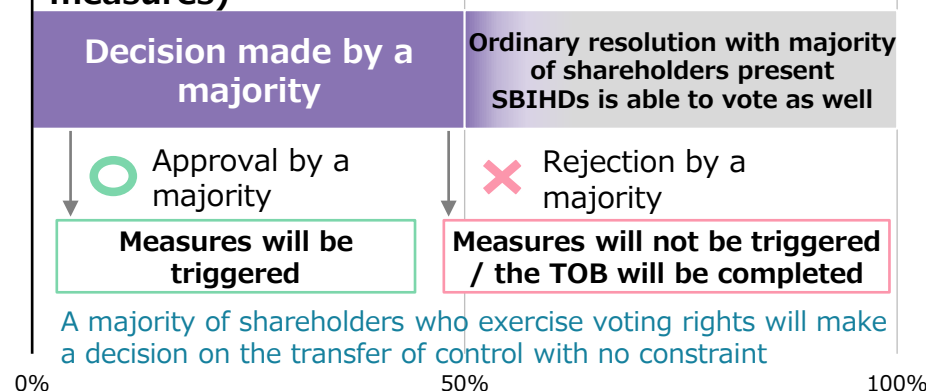 measures)
Decision made by a
majority
Ordinary resolution with majority
of shareholders present
SBIHDs is able to vote as well
Approval by a
majority
Rejection by a
majority
Measures will be
triggered
Measures will not be triggered
/ the TOB will be completed
A majority of shareholders who exercise voting rights will make
a decision on the transfer of control with no constraint
0%
50%
100%